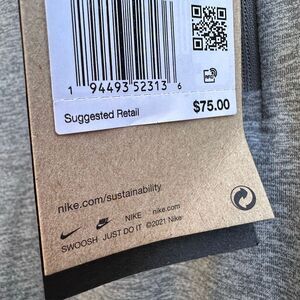 1 94493 52313 6
Suggested Retail $75.00
nike.com/sustainability
NIKE nike.com
SWOOSH JUST DO IT ©2021 Nike